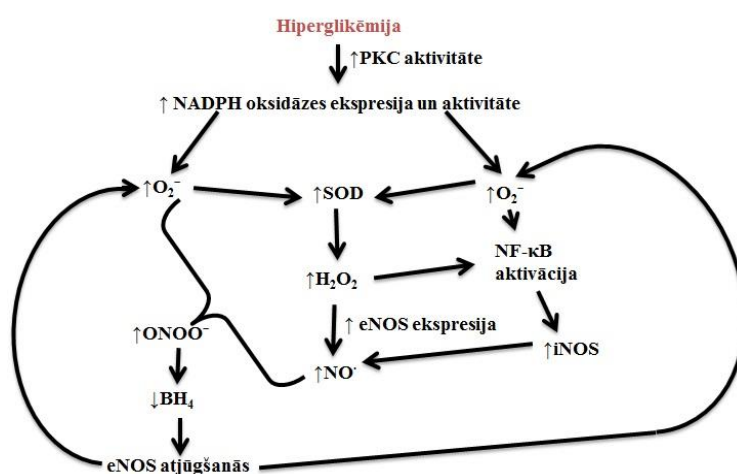 Hiperglikēmija
↑PKC aktivitāte
↑ NADPH oksidāzes ekspresija un aktivitāte
↑O₂⁻
↑SOD
↑O₂⁻
NF-κB
aktivācija
↑H₂O₂
↑ eNOS ekspresija
↑ONOO⁻
↑iNOS
↑NO·
↓BH₄
eNOS atjūgšanās